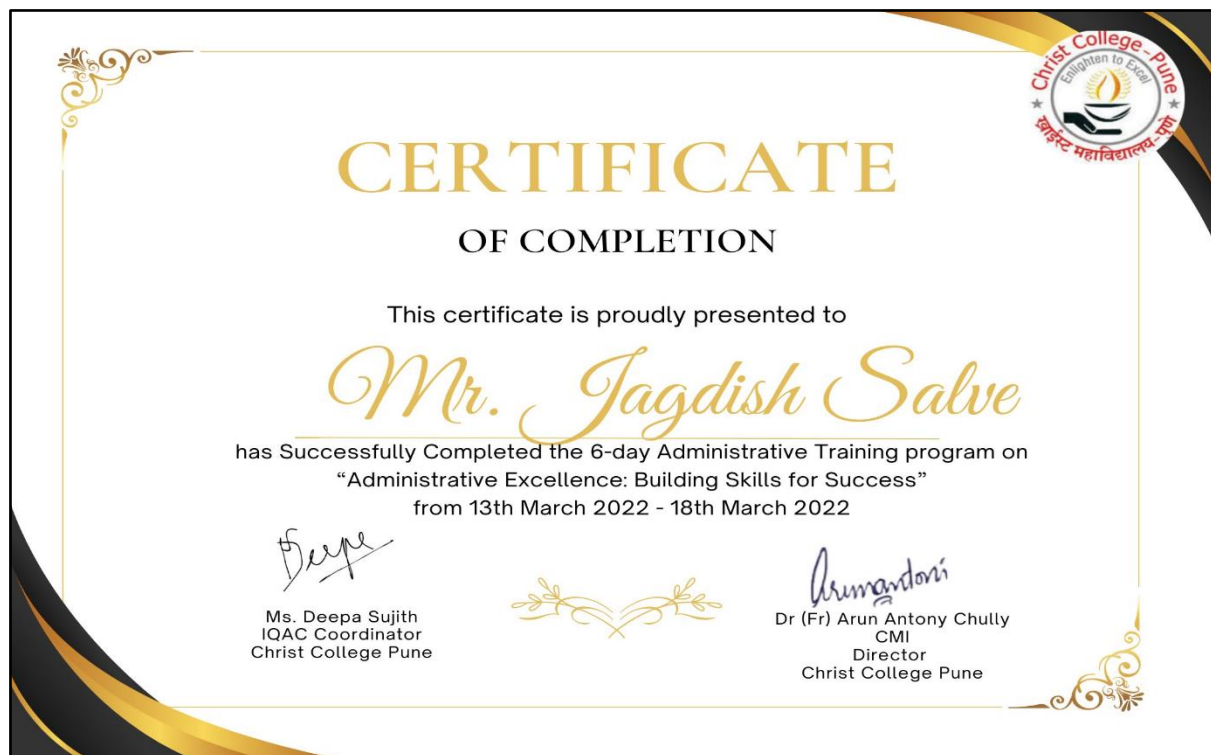 Christ College-Pune
Enlighten to Excel
ख्राईस्ट महाविद्यालय-पुणे
CERTIFICATE
OF COMPLETION
This certificate is proudly presented to
Mr. Jagdish Salve
has Successfully Completed the 6-day Administrative Training program on
“Administrative Excellence: Building Skills for Success”
from 13th March 2022 - 18th March 2022
Deepa
Arunantoni
Ms. Deepa Sujith
IQAC Coordinator
Christ College Pune
Dr (Fr) Arun Antony Chully
CMI
Director
Christ College Pune